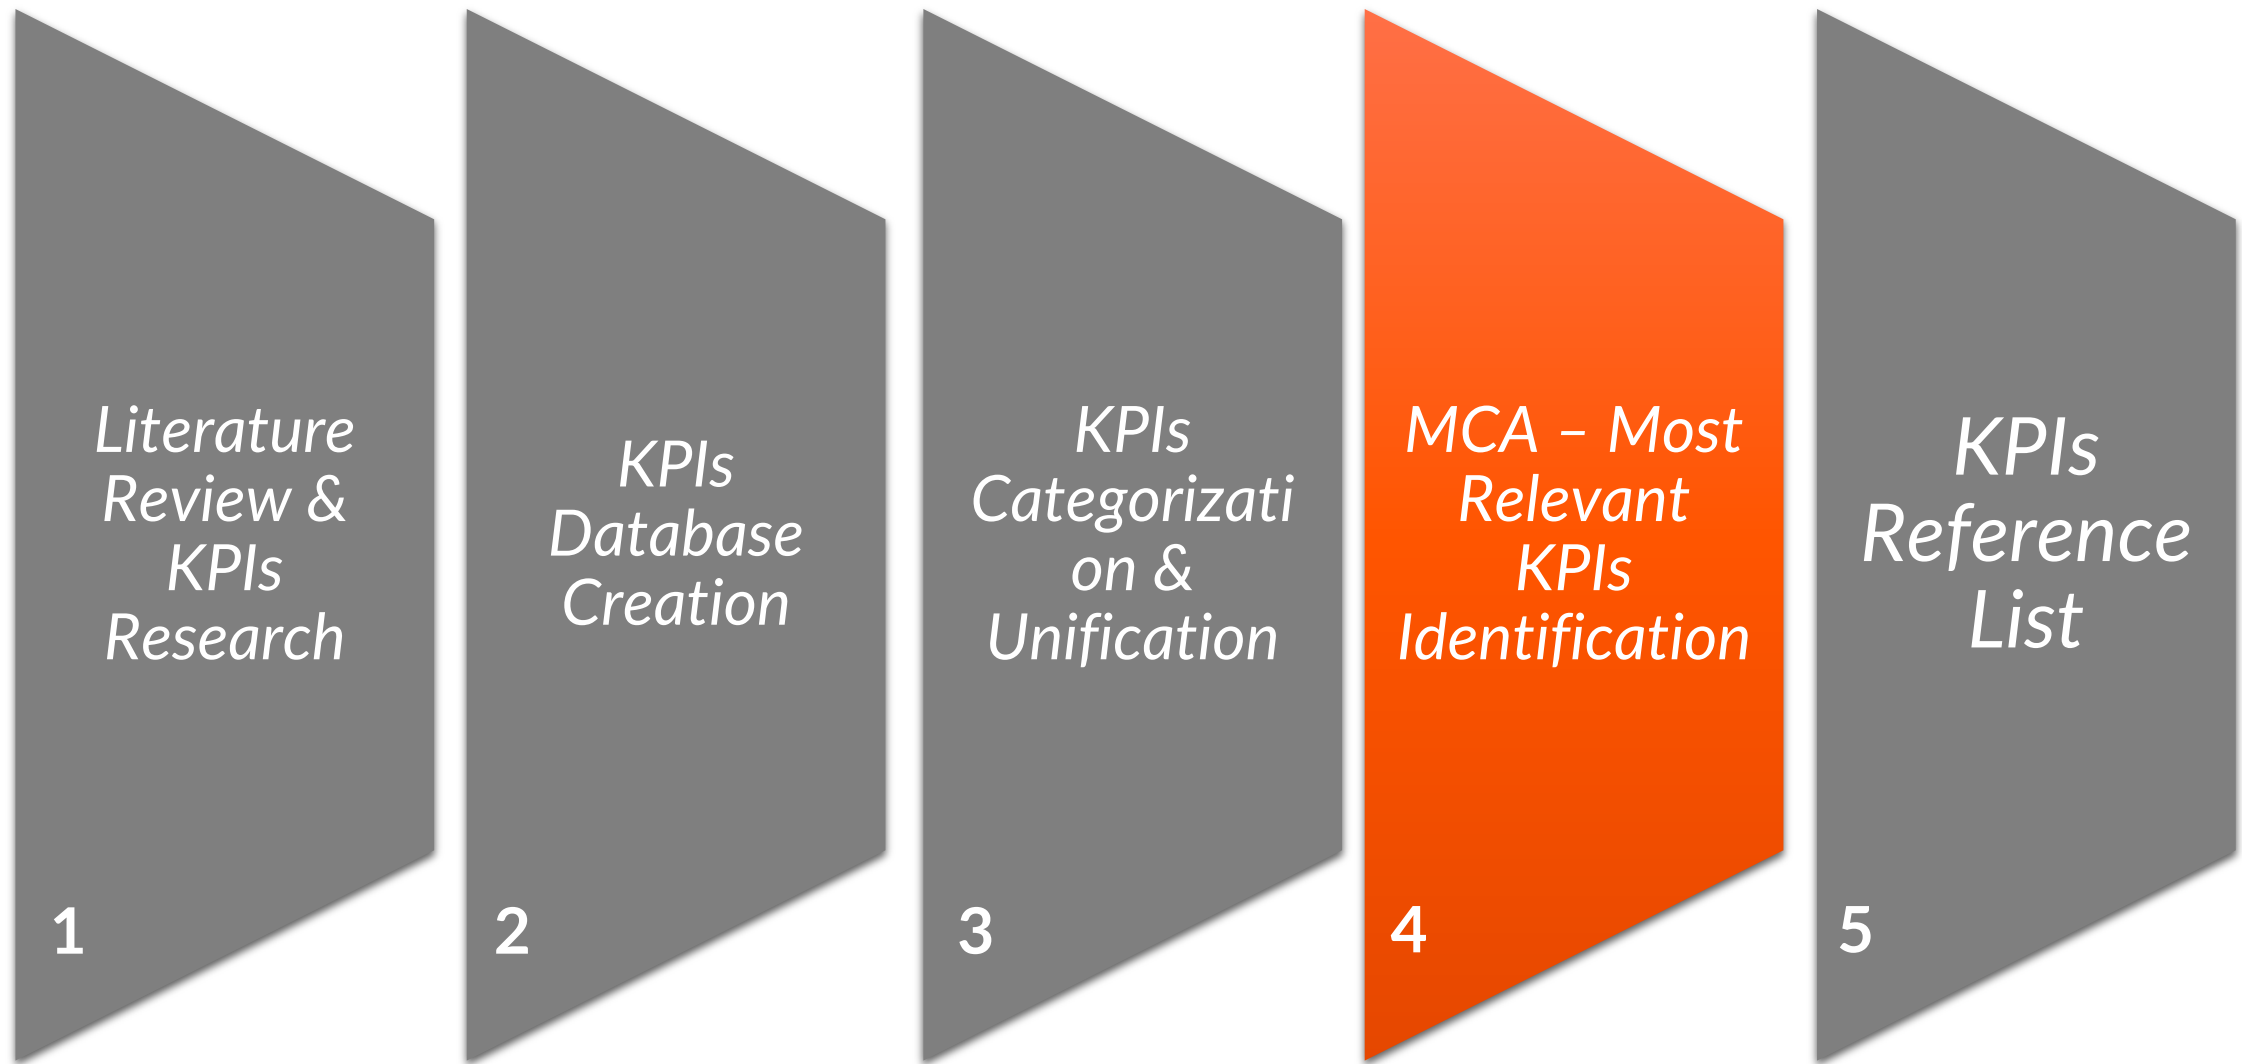 Literature
Review &
KPIs
Research
1
KPIs
Database
Creation
2
KPIs
Categorizati
on &
Unification
3
MCA – Most
Relevant
KPIs
Identification
4
KPIs
Reference
List
5